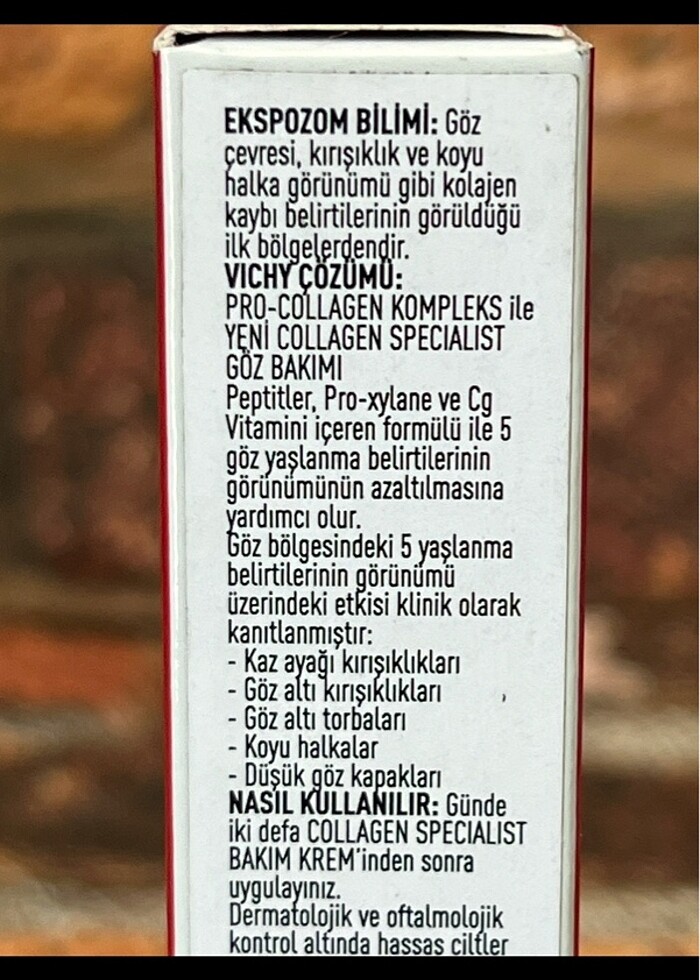 EKSPOZOM BİLİMİ: Göz
çevresi, kırışıklık ve koyu
halka görünümü gibi kolajen
kaybı belirtilerinin görüldüğü
ilk bölgelerdendir.
VICHY ÇÖZÜMÜ:
PRO-COLLAGEN KOMPLEKS ile
YENİ COLLAGEN SPECIALIST
GÖZ BAKIMI
Peptitler, Pro-xylane ve Cg
Vitamini içeren formülü ile 5
göz yaşlanma belirtilerinin
görünümünün azaltılmasına
yardımcı olur.
Göz bölgesindeki 5 yaşlanma
belirtilerinin görünümü
üzerindeki etkisi klinik olarak
kanıtlanmıştır:
- Kaz ayağı kırışıklıkları
- Göz altı kırışıklıkları
- Göz altı torbaları
- Koyu halkalar
- Düşük göz kapakları
NASIL KULLANILIR: Günde
iki defa COLLAGEN SPECIALIST
BAKIM KREM'inden sonra
uygulayınız.
Dermatolojik ve oftalmolojik
kontrol altında hassas ciltler